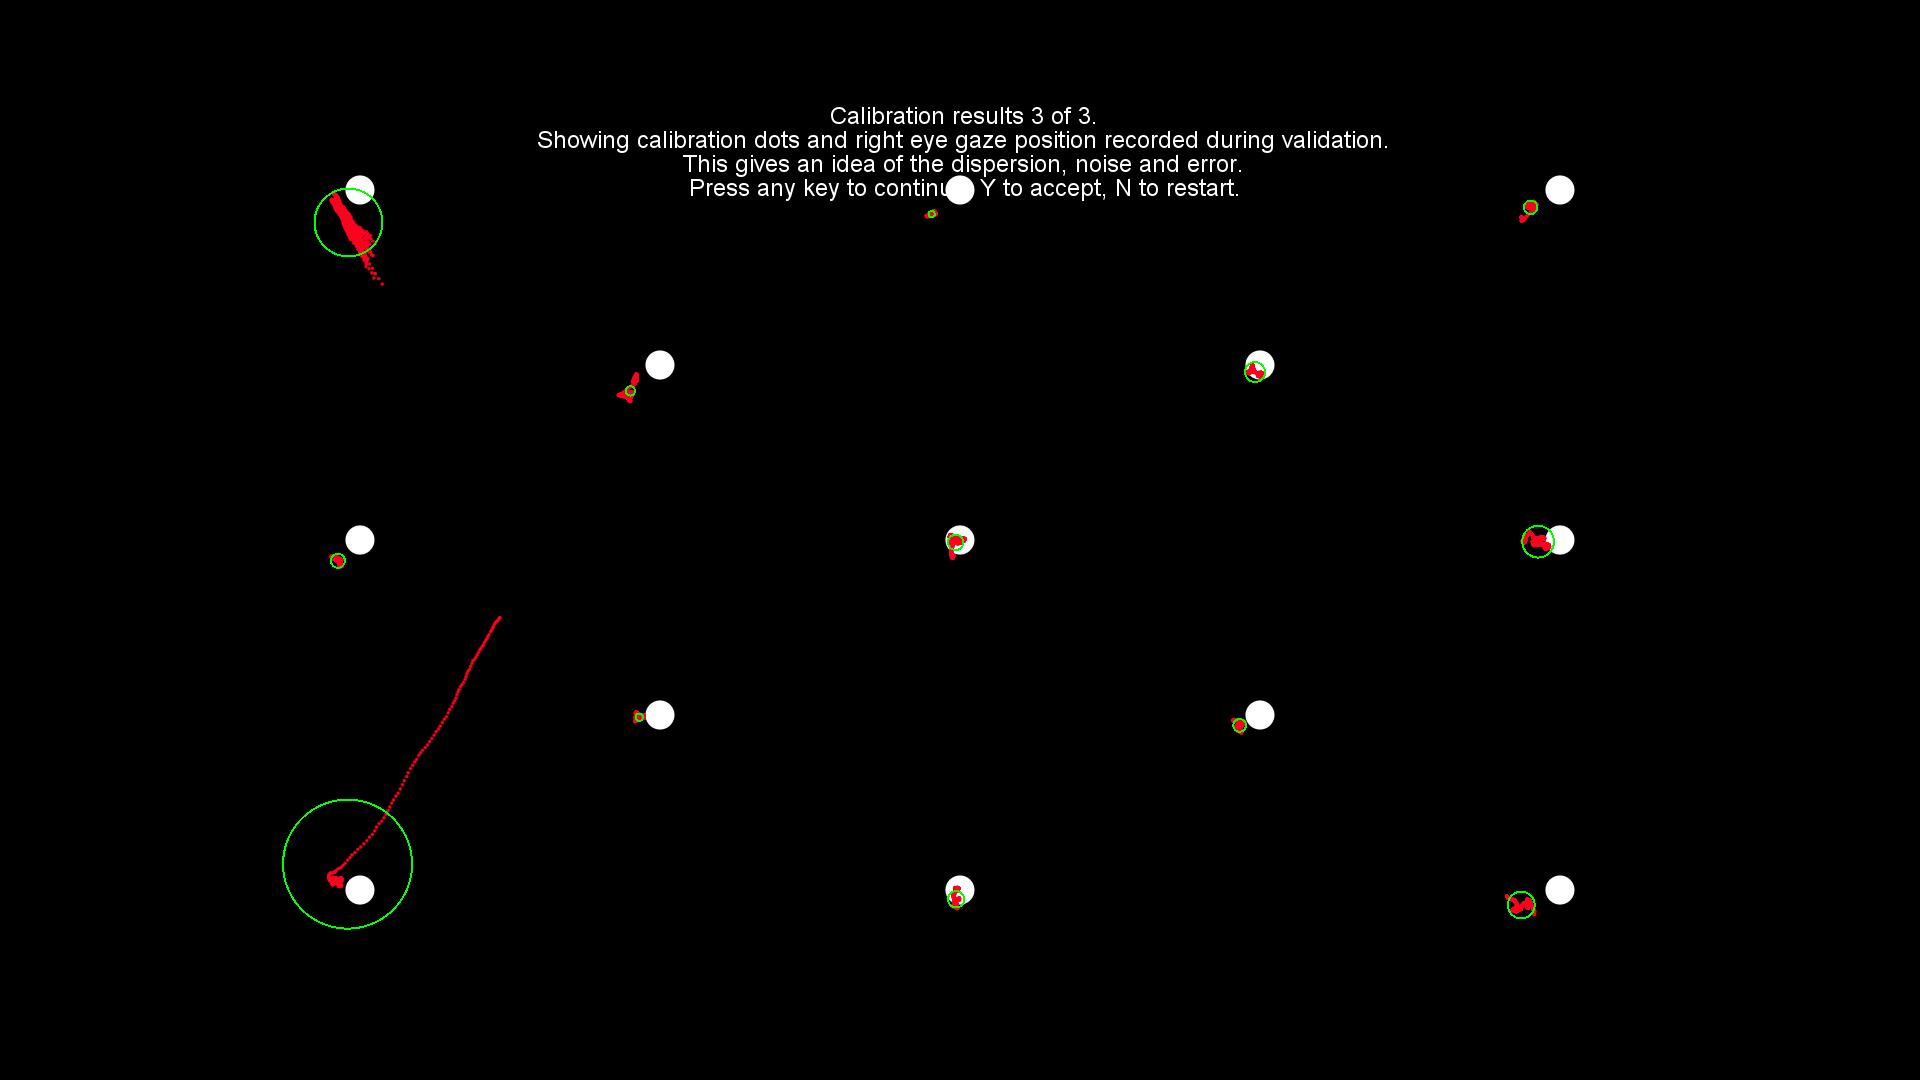 Calibration results 3 of 3.
Showing calibration dots and right eye gaze position recorded during validation.
This gives an idea of the dispersion, noise and error.
Press any key to continu Y to accept, N to restart.